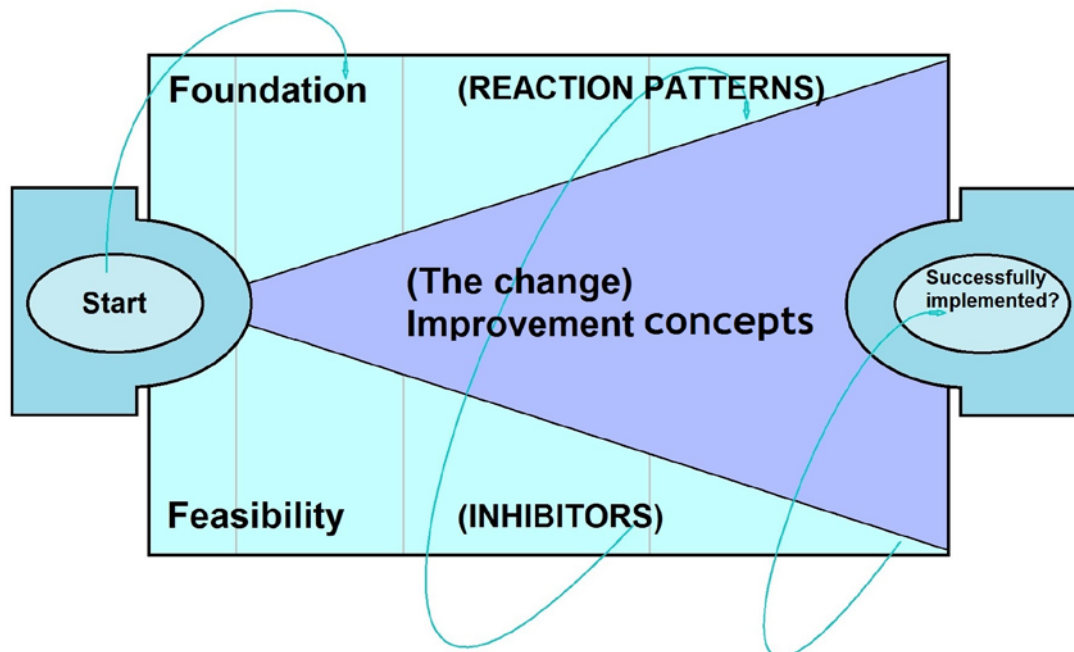 Foundation
(REACTION PATTERNS)
Start
(The change)
Improvement concepts
Successfully
implemented?
Feasibility
(INHIBITORS)